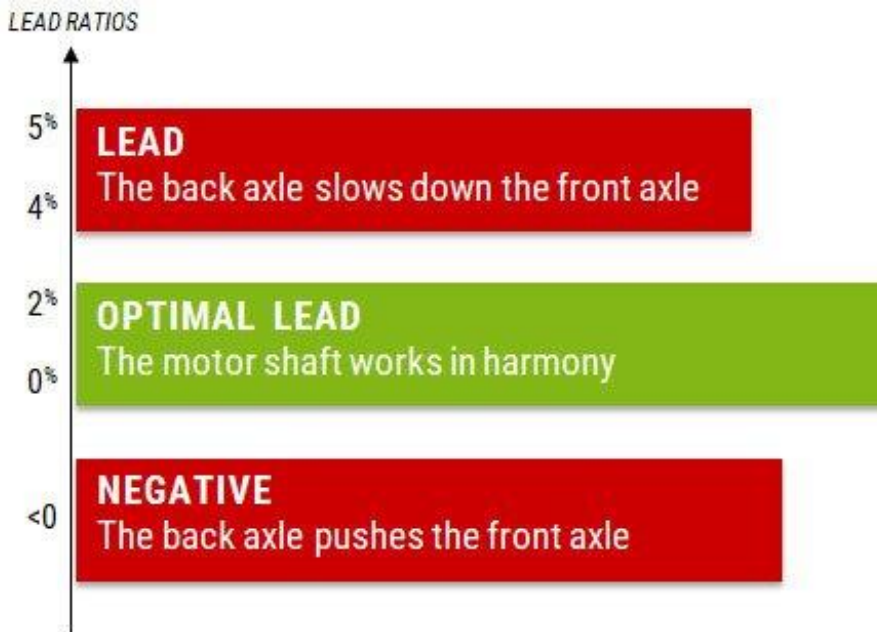 LEAD RATIOS
5%
LEAD
The back axle slows down the front axle
4%
2%
OPTIMAL LEAD
The motor shaft works in harmony
0%
NEGATIVE
<0
The back axle pushes the front axle